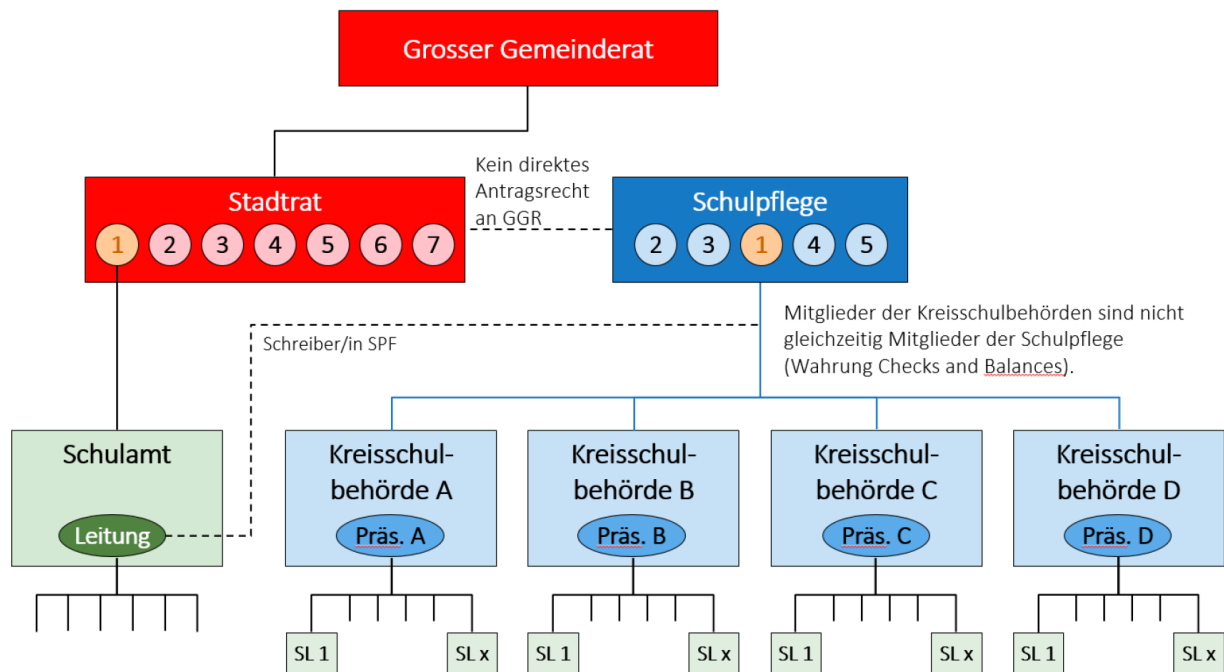 Grosser Gemeinderat
Stadtrat
1 2 3 4 5 6 7
Kein direktes
Antragsrecht
an GGR
Schulpflege
2 3 1 4 5
Schreiber/in SPF
Mitglieder der Kreisschulbehörden sind nicht
gleichzeitig Mitglieder der Schulpflege
(Wahrung Checks and Balances).
Schulamt
Leitung
Kreisschul-
behörde A
Präs. A
Kreisschul-
behörde B
Präs. B
Kreisschul-
behörde C
Präs. C
Kreisschul-
behörde D
Präs. D
SL 1
SL x
SL 1
SL x
SL 1
SL x
SL 1
SL x